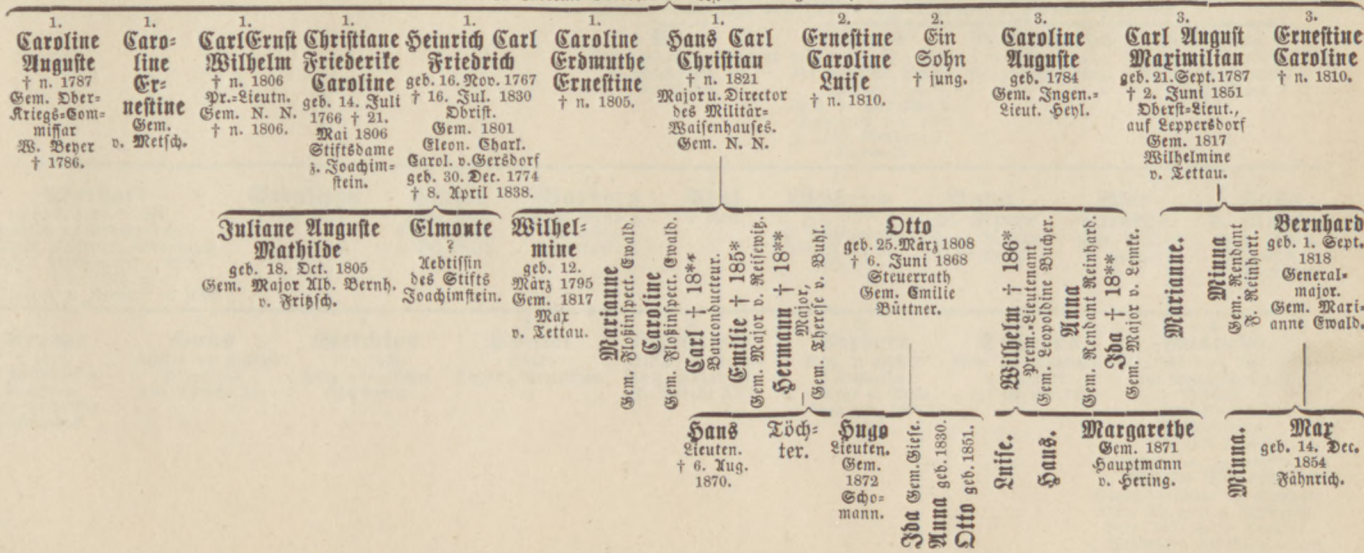 1.
Caroline
Auguste
† n. 1787
Gem. Ober-
Kriegs-Com-
missar
W. Beyer
† 1786.
1.
Caro-
line
Er-
nestine
Gem.
v. Metsch.
1.
Carl Ernst
Wilhelm
† n. 1806
Pr.-Lieutn.
Gem. N. N.
† n. 1806.
1.
Christiane
Friederike
Caroline
geb. 14. Juli
1766 † 21.
Mai 1806
Stiftsdame
z. Joachim-
stein.
1.
Heinrich Carl
Friedrich
geb. 16. Nov. 1767
† 16. Jul. 1830
Obrist.
Gem. 1801
Eleon. Charl.
Carol. v. Gersdorf
geb. 30. Dec. 1774
† 8. April 1838.
1.
Caroline
Erdmuthe
Ernestine
† n. 1805.
1.
Hans Carl
Christian
† n. 1821
Major u. Director
des Militär-
Waisenhauses.
Gem. N. N.
2.
Ernestine
Caroline
Luise
† n. 1810.
2.
Ein
Sohn
† jung.
3.
Caroline
Auguste
geb. 1784
Gem. Ingen.-
Lieut. Heyl.
3.
Carl August
Maximilian
geb. 21. Sept. 1787
† 2. Juni 1851
Oberst-Lieut.,
auf Leppersdorf
Gem. 1817
Wilhelmine
v. Tettau.
3.
Ernestine
Caroline
† n. 1810.
Juliane Auguste
Mathilde
geb. 18. Oct. 1805
Gem. Major Alb. Bernh.
v. Fritzsch.
Elmonte
?
Aebtissin
des Stifts
Joachimstein.
Wilhel-
mine
geb. 12.
März 1795
Gem. 1817
Max
v. Tettau.
Marianne
Gem. Floßinspect. Ewald.
Caroline
Gem. Floßinspect. Ewald.
Carl † 18**
Bauconducteur.
Emilie † 185*
Gem. Major v. Reisewitz.
Hermann † 18**
Major,
Gem. Therese v. Buhl.
Otto
geb. 25. März 1808
† 6. Juni 1868
Steuerrath
Gem. Emilie
Büttner.
Wilhelm † 186*
Prem.-Lieutenant
Gem. Leopoldine Bucher.
Anna
Gem. Rendant Reinhard.
Ida † 18**
Gem. Major v. Lemke.
Marianne.
Minna
Gem. Rendant
F. Reinhart.
Bernhard
geb. 1. Sept.
1818
General-
major.
Gem. Mari-
anne Ewald.
Hans
Lieuten.
† 6. Aug.
1870.
Töch-
ter.
Hugo
Lieuten.
Gem.
1872
Scho-
mann.
Ida Gem. Giese.
Anna geb. 1830.
Otto geb. 1851.
Luise.
Hans.
Margarethe
Gem. 1871
Hauptmann
v. Hering.
Minna.
Max
geb. 14. Dec.
1854
Fähnrich.